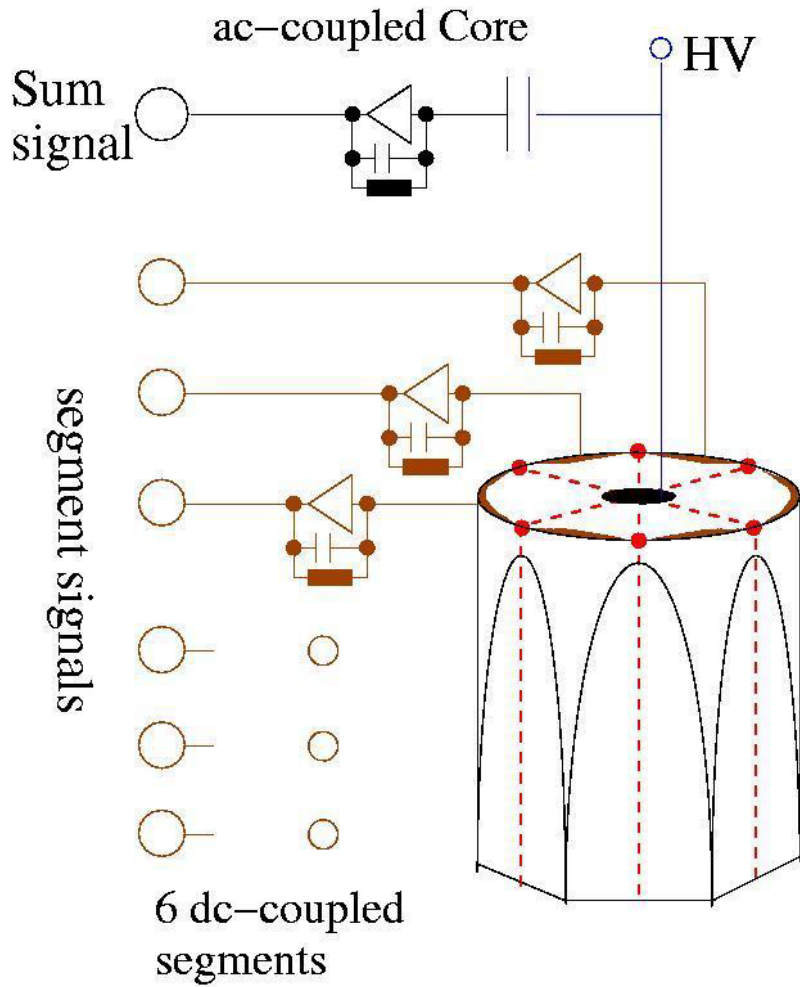 ac−coupled Core
HV
Sum
signal
segment signals
6 dc−coupled
segments